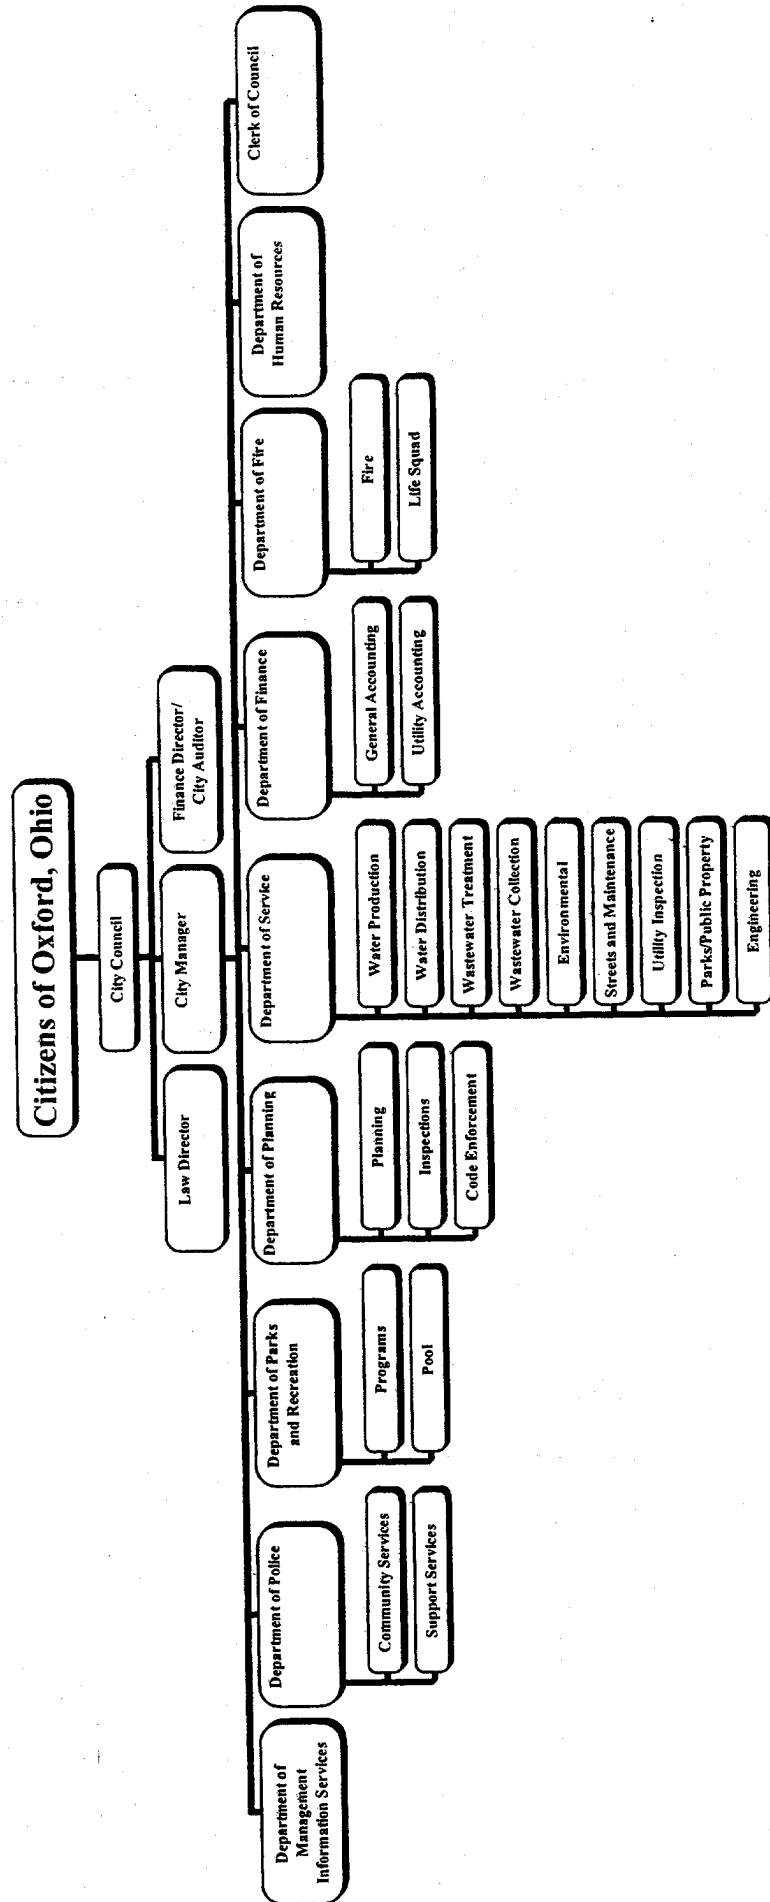 Citizens of Oxford, Ohio
City Council
Law Director
City Manager
Finance Director/
City Auditor
Department of
Management
Information Services
Department of Police
Community Services
Support Services
Department of Parks
and Recreation
Programs
Pool
Department of Planning
Planning
Inspections
Code Enforcement
Department of Service
Water Production
Water Distribution
Wastewater Treatment
Wastewater Collection
Environmental
Streets and Maintenance
Utility Inspection
Parks/Public Property
Engineering
Department of Finance
General Accounting
Utility Accounting
Department of Fire
Fire
Life Squad
Department of
Human Resources
Clerk of Council